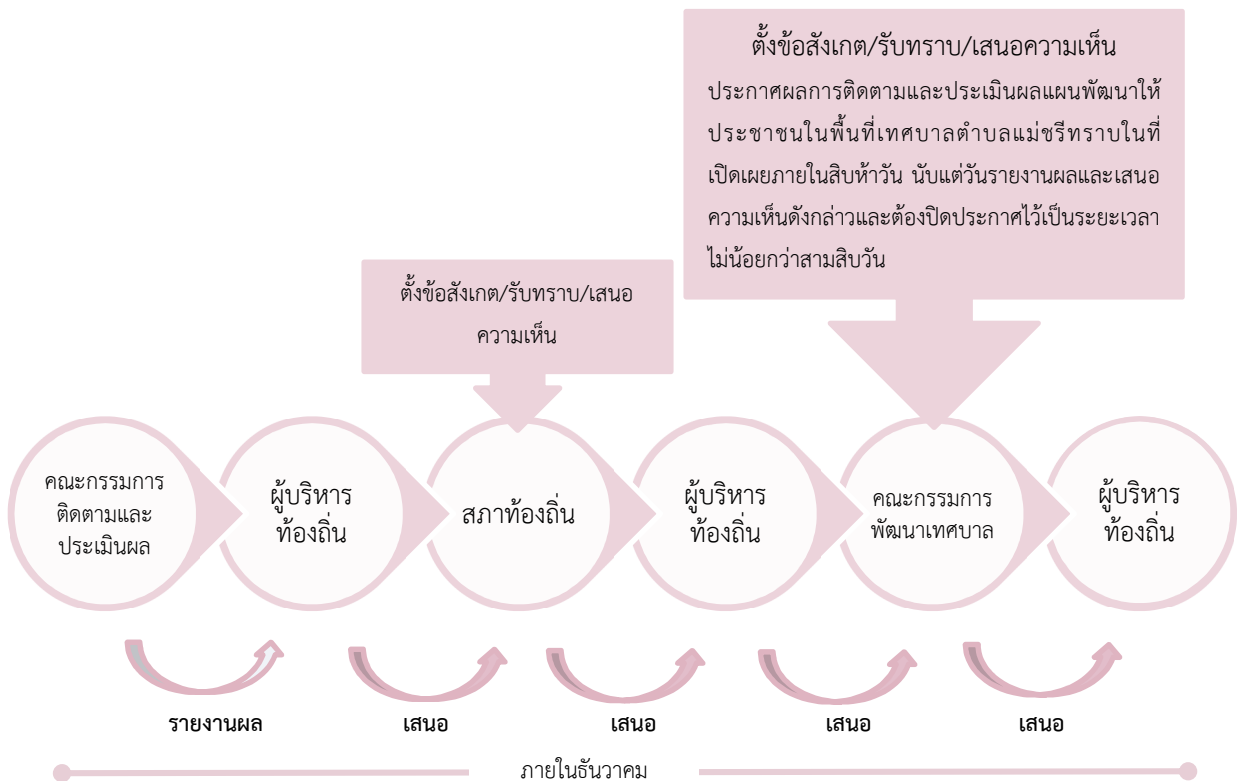 ตั้งข้อสังเกต/รับทราบ/เสนอความเห็น
ประกาศผลการติดตามและประเมินผลแผนพัฒนาให้
ประชาชนในพื้นที่เทศบาลตำบลแม่ชรีทราบในที่
เปิดเผยภายในสิบห้าวัน นับแต่วันรายงานผลและเสนอ
ความเห็นดังกล่าวและต้องปิดประกาศไว้เป็นระยะเวลา
ไม่น้อยกว่าสามสิบวัน
ตั้งข้อสังเกต/รับทราบ/เสนอ
ความเห็น
คณะกรรมการ
ติดตามและ
ประเมินผล
ผู้บริหาร
ท้องถิ่น
สภาท้องถิ่น
ผู้บริหาร
ท้องถิ่น
คณะกรรมการ
พัฒนาเทศบาล
ผู้บริหาร
ท้องถิ่น
รายงานผล
เสนอ
เสนอ
เสนอ
เสนอ
ภายในธันวาคม